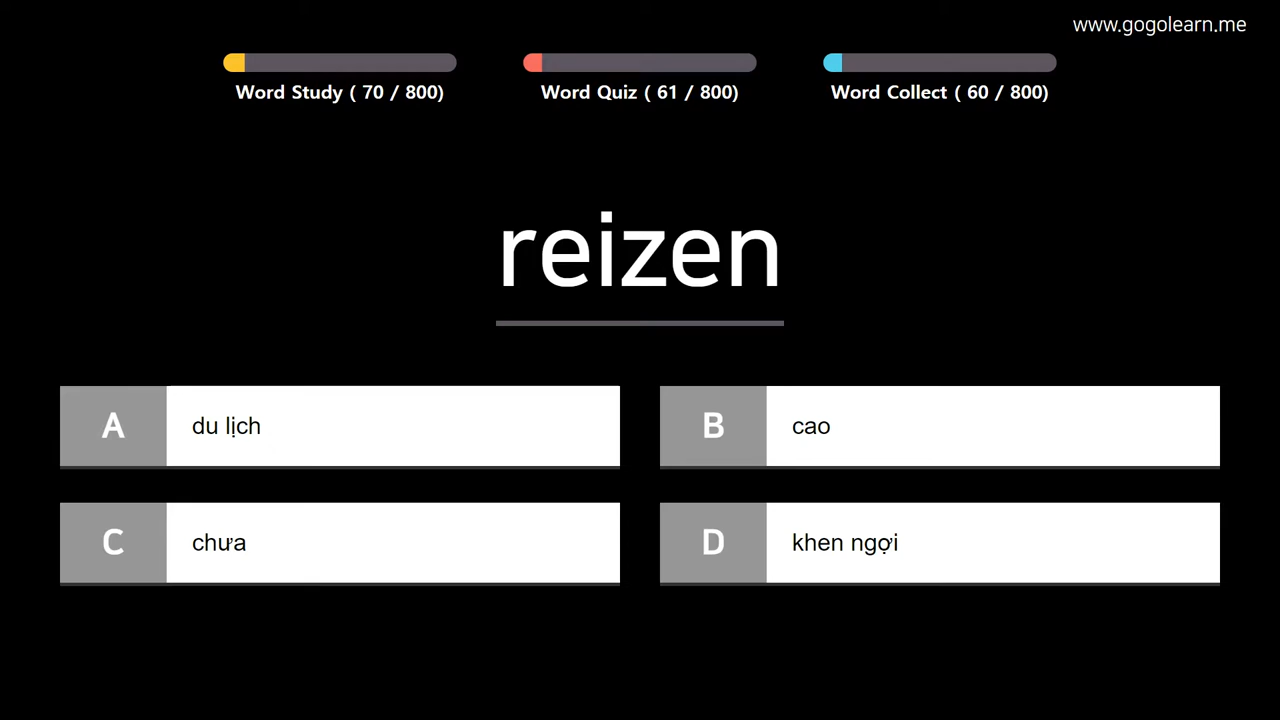 www.gogolearn.me
Word Study ( 70 / 800)
Word Quiz ( 61 / 800)
Word Collect ( 60 / 800)
reizen
A du lịch
B cao
C chưa
D khen ngợi